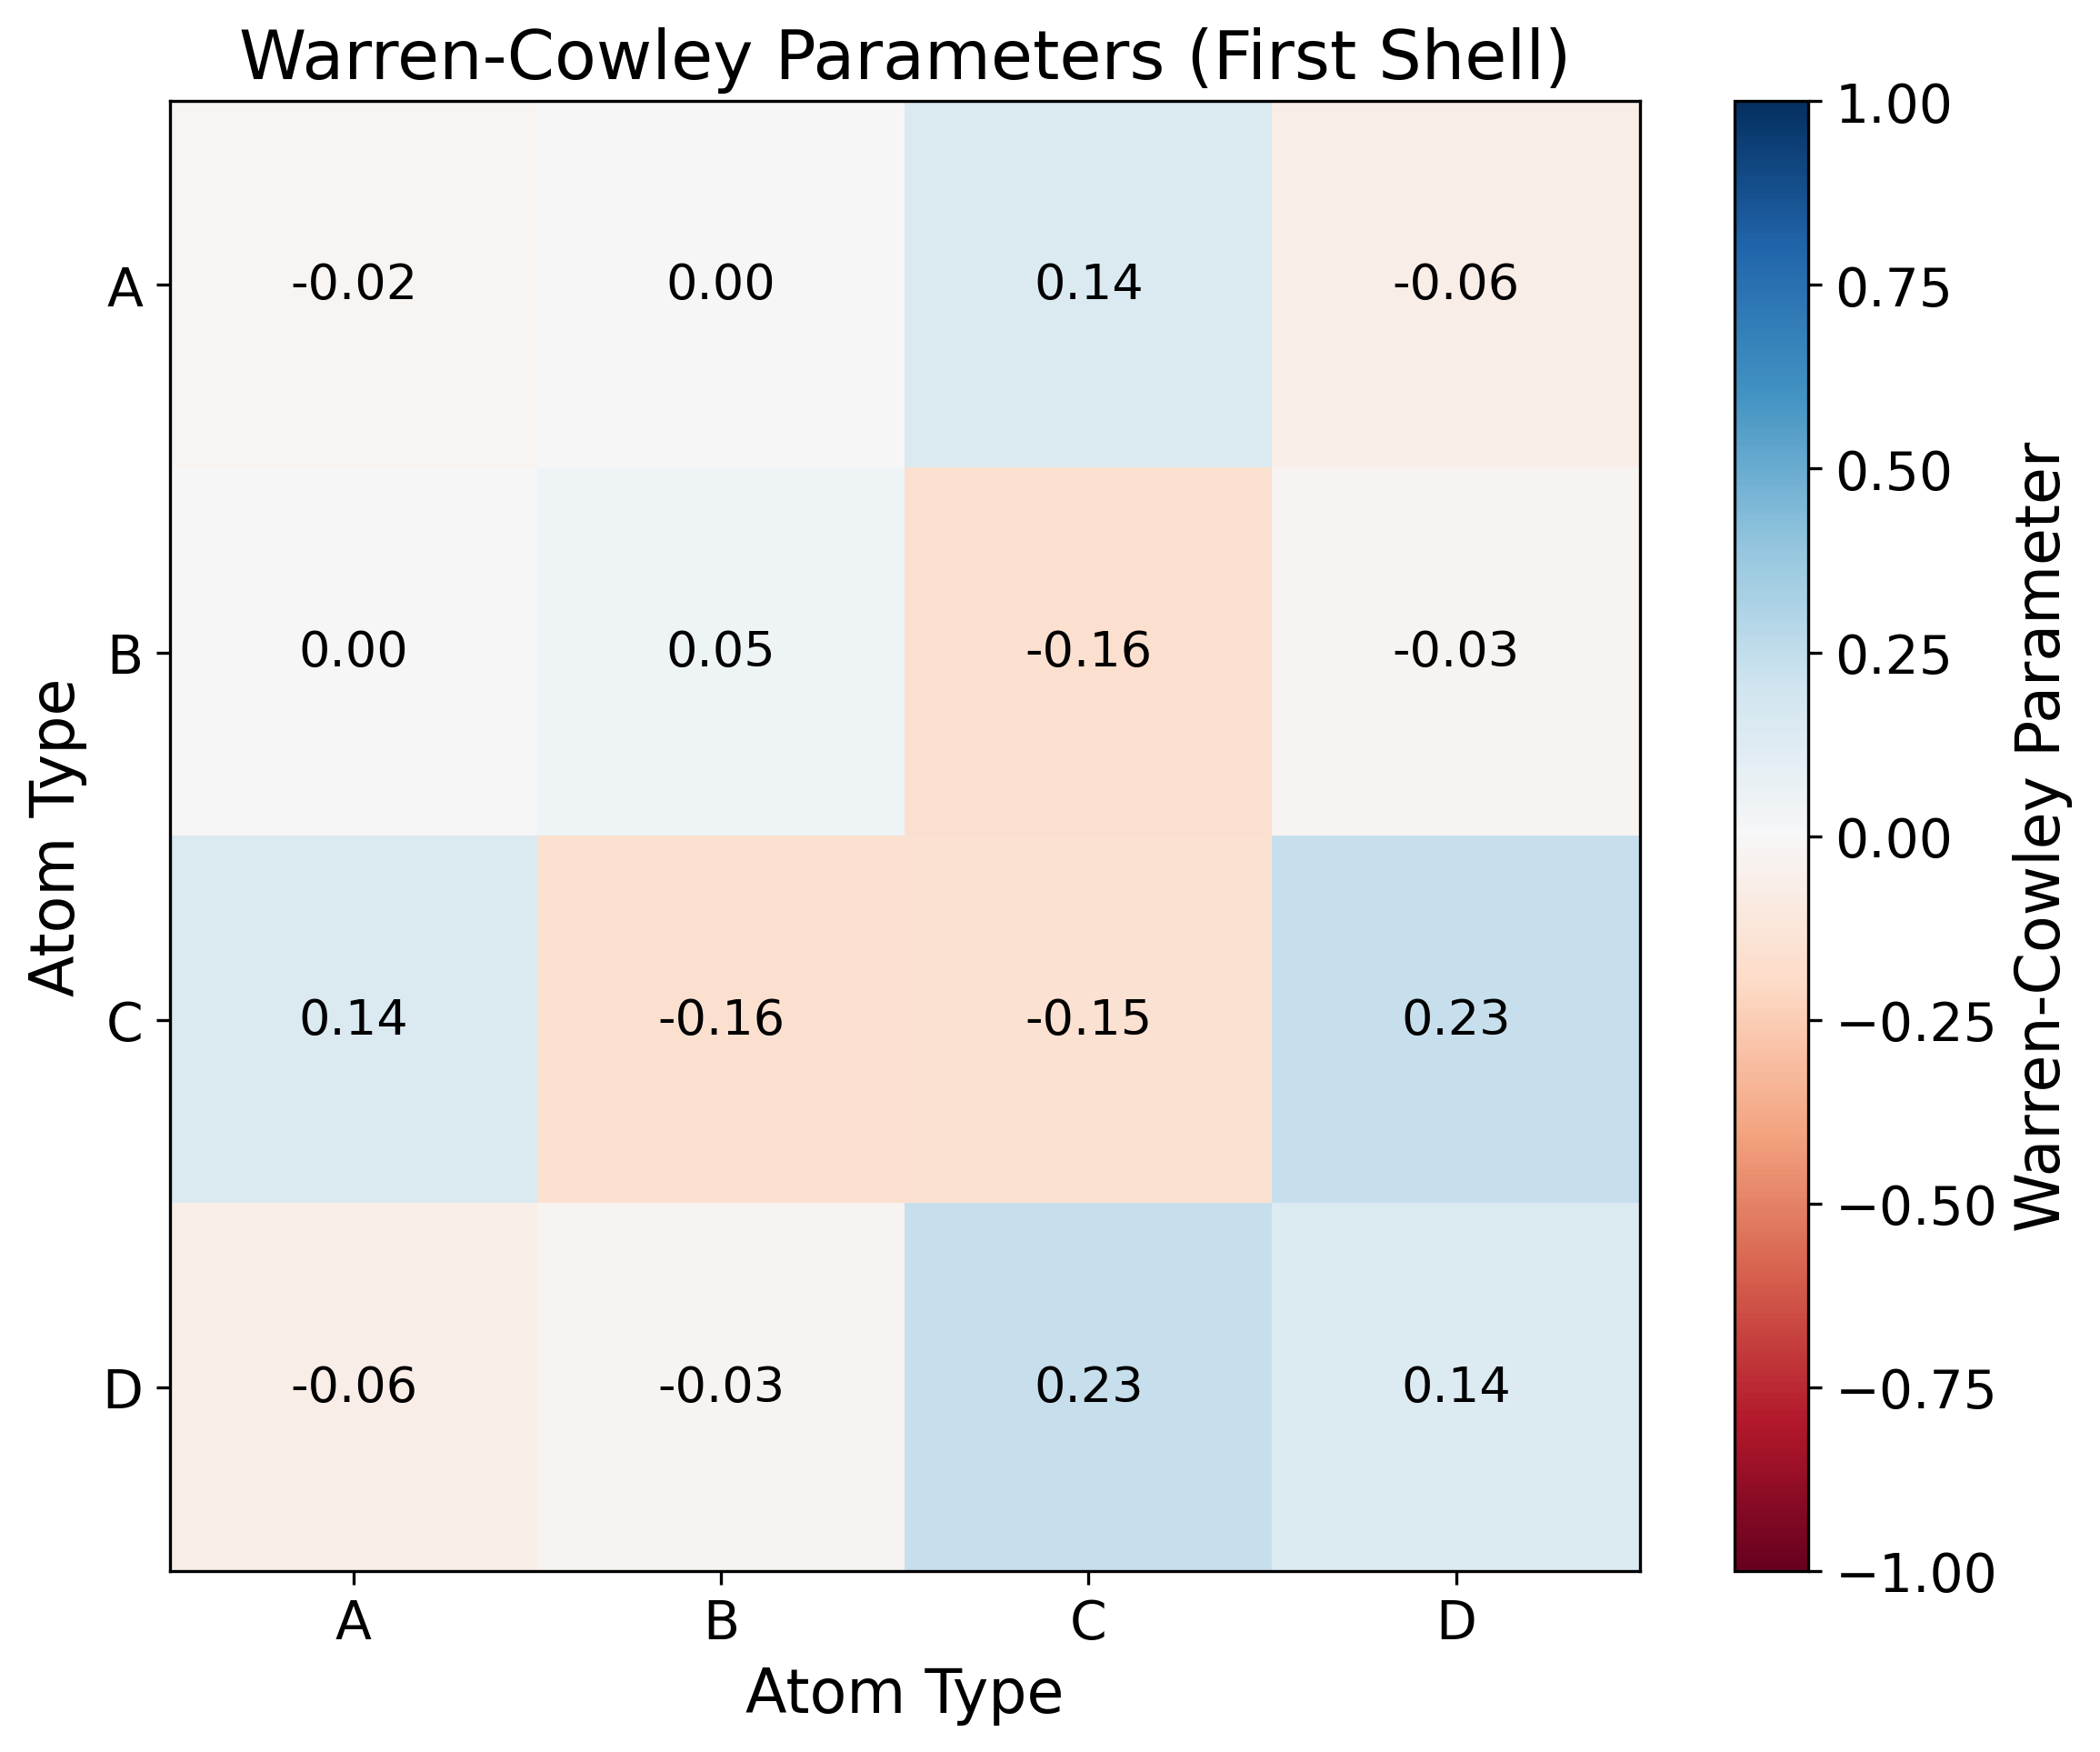 Warren-Cowley Parameters (First Shell)
A -0.02 0.00 0.14 -0.06
B 0.00 0.05 -0.16 -0.03
C 0.14 -0.16 -0.15 0.23
D -0.06 -0.03 0.23 0.14
A B C D
Atom Type
Atom Type
1.00
0.75
0.50
0.25
0.00
−0.25
−0.50
−0.75
−1.00
Warren-Cowley Parameter